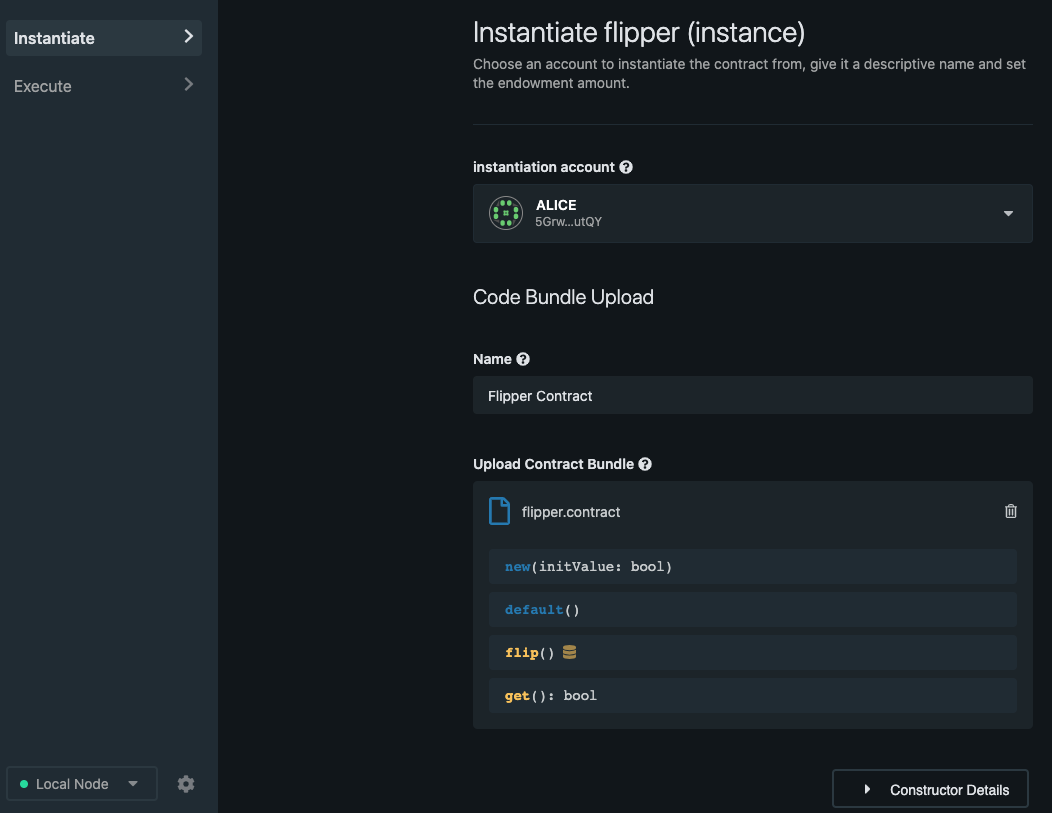 Instantiate
Execute
Instantiate flipper (instance)
Choose an account to instantiate the contract from, give it a descriptive name and set
the endowment amount.
instantiation account ?
ALICE
5Grw...utQY
Code Bundle Upload
Name ?
Flipper Contract
Upload Contract Bundle ?
flipper.contract
new(initValue: bool)
default()
flip()
get(): bool
Local Node
Constructor Details